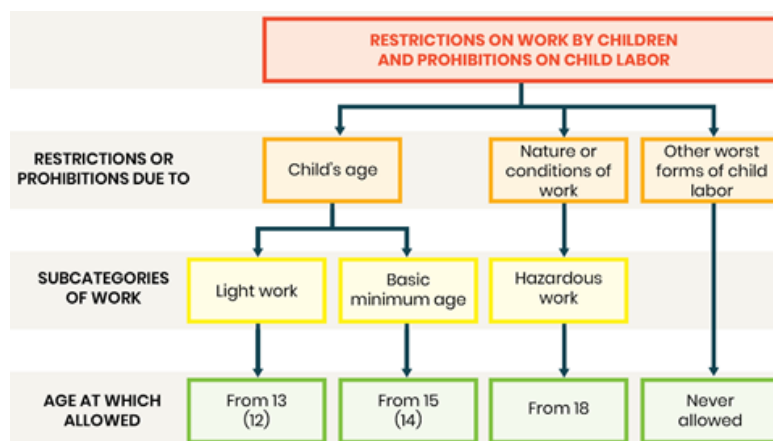 RESTRICTIONS ON WORK BY CHILDREN
AND PROHIBITIONS ON CHILD LABOR
RESTRICTIONS OR
PROHIBITIONS DUE TO
Child's age
Nature or
conditions of
work
Other worst
forms of child
labor
SUBCATEGORIES
OF WORK
Light work
Basic
minimum age
Hazardous
work
AGE AT WHICH
ALLOWED
From 13
(12)
From 15
(14)
From 18
Never
allowed